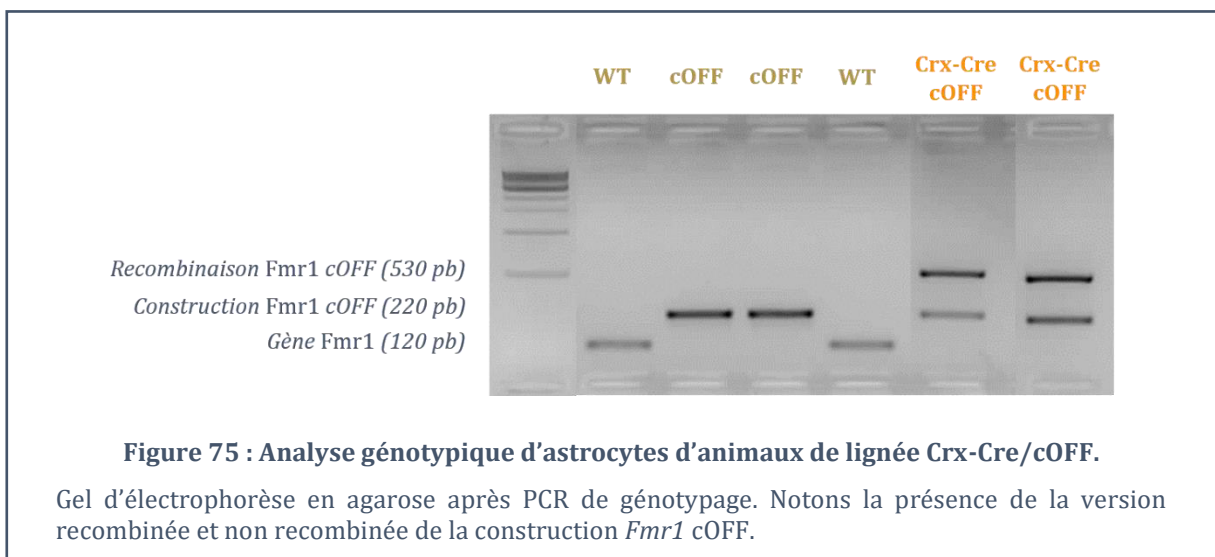 WT cOFF cOFF WT Crx-Cre cOFF Crx-Cre cOFF
Recombinaison Fmr1 cOFF (530 pb)
Construction Fmr1 cOFF (220 pb)
Gène Fmr1 (120 pb)
Figure 75 : Analyse génotypique d’astrocytes d’animaux de lignée Crx-Cre/cOFF.
Gel d’électrophorèse en agarose après PCR de génotypage. Notons la présence de la version
recombinée et non recombinée de la construction Fmr1 cOFF.